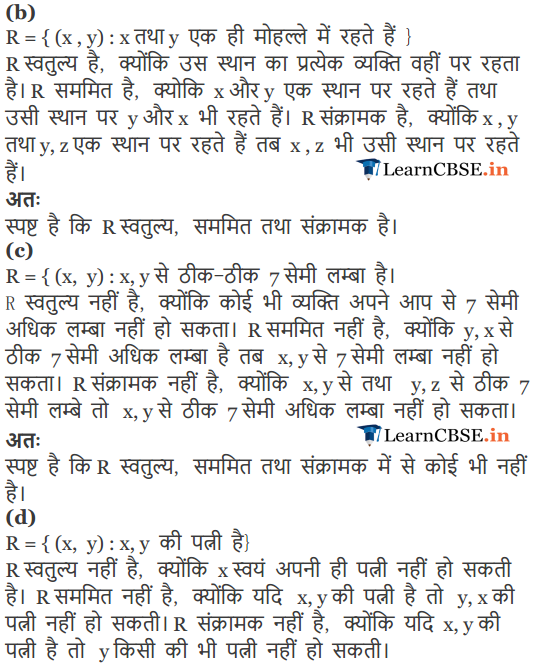 (b)
R = { (x , y) : x तथा y एक ही मोहल्ले में रहते हैं }
R स्वतुल्य है, क्योंकि उस स्थान का प्रत्येक व्यक्ति वहीं पर रहता
है। R सममित है, क्योकि x और y एक स्थान पर रहते हैं तथा
उसी स्थान पर y और x भी रहते हैं। R संक्रामक है, क्योंकि x , y
तथा y, z एक स्थान पर रहते हैं तब x , z भी उसी स्थान पर रहते
हैं।
LearnCBSE.in
अतः
स्पष्ट है कि R स्वतुल्य, सममित तथा संक्रामक है।
(c)
R = { (x, y) : x, y से ठीक-ठीक 7 सेमी लम्बा है।
R स्वतुल्य नहीं है, क्योंकि कोई भी व्यक्ति अपने आप से 7 सेमी
अधिक लम्बा नहीं हो सकता। R सममित नहीं है, क्योंकि y, x से
ठीक 7 सेमी अधिक लम्बा है तब x, y से 7 सेमी लम्बा नहीं हो
सकता। R संक्रामक नहीं है, क्योंकि x, y से तथा y, z से ठीक 7
सेमी लम्बे तो x, y से ठीक 7 सेमी अधिक लम्बा नहीं हो सकता।
अतः
LearnCBSE.in
स्पष्ट है कि R स्वतुल्य, सममित तथा संक्रामक में से कोई भी नहीं
है।
(d)
R = { (x, y) : x, y की पत्नी है}
R स्वतुल्य नहीं है, क्योंकि x स्वयं अपनी ही पत्नी नहीं हो सकती
है। R सममित नहीं है, क्योंकि यदि x, y की पत्नी है तो y, x की
पत्नी नहीं हो सकती। R संक्रामक नहीं है, क्योंकि यदि x, y की
पत्नी है तो y किसी की भी पत्नी नहीं हो सकती।